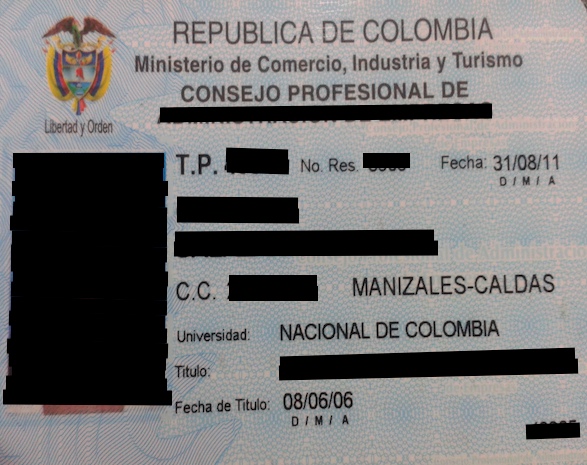 REPUBLICA DE COLOMBIA
Ministerio de Comercio, Industria y Turismo
CONSEJO PROFESIONAL DE
Libertad y Orden
T.P. No. Res. Fecha: 31/08/11
D / M / A
C.C. MANIZALES-CALDAS
Universidad: NACIONAL DE COLOMBIA
Titulo:
Fecha de Titulo: 08/06/06
D / M / A